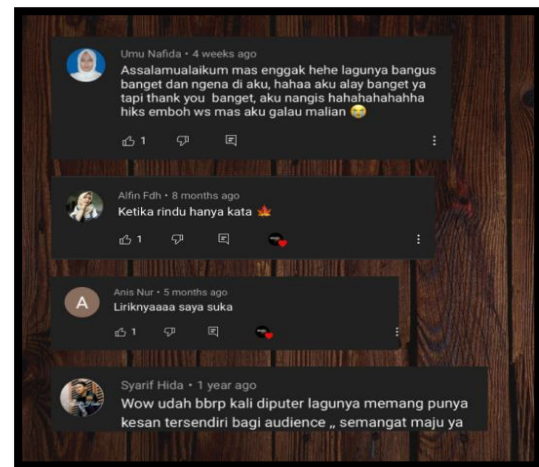 Umu Nafida • 4 weeks ago
Assalamualaikum mas enggak hehe lagunya bangus
banget dan ngena di aku, hahaa aku alay banget ya
tapi thank you banget, aku nangis hahahahahahha
hiks emboh ws mas aku galau malian 😭
1
Alfin Fdh • 8 months ago
Ketika rindu hanya kata 🍁
1
A
Anis Nur • 5 months ago
Liriknyaaaa saya suka
1
Syarif Hida • 1 year ago
Wow udah bbrp kali diputer lagunya memang punya
kesan tersendiri bagi audience ,, semangat maju ya